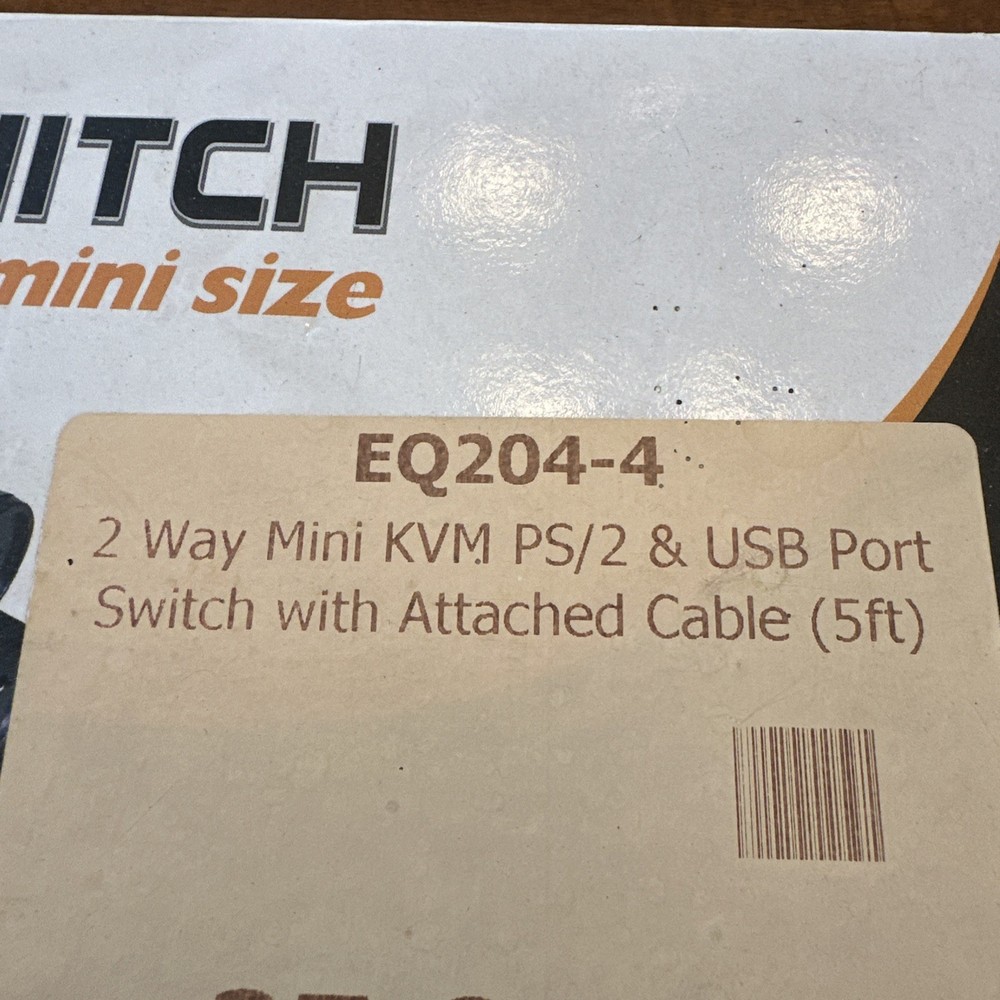 ITCH
mini size
EQ204-4
2 Way Mini KVM PS/2 & USB Port
Switch with Attached Cable (5ft)